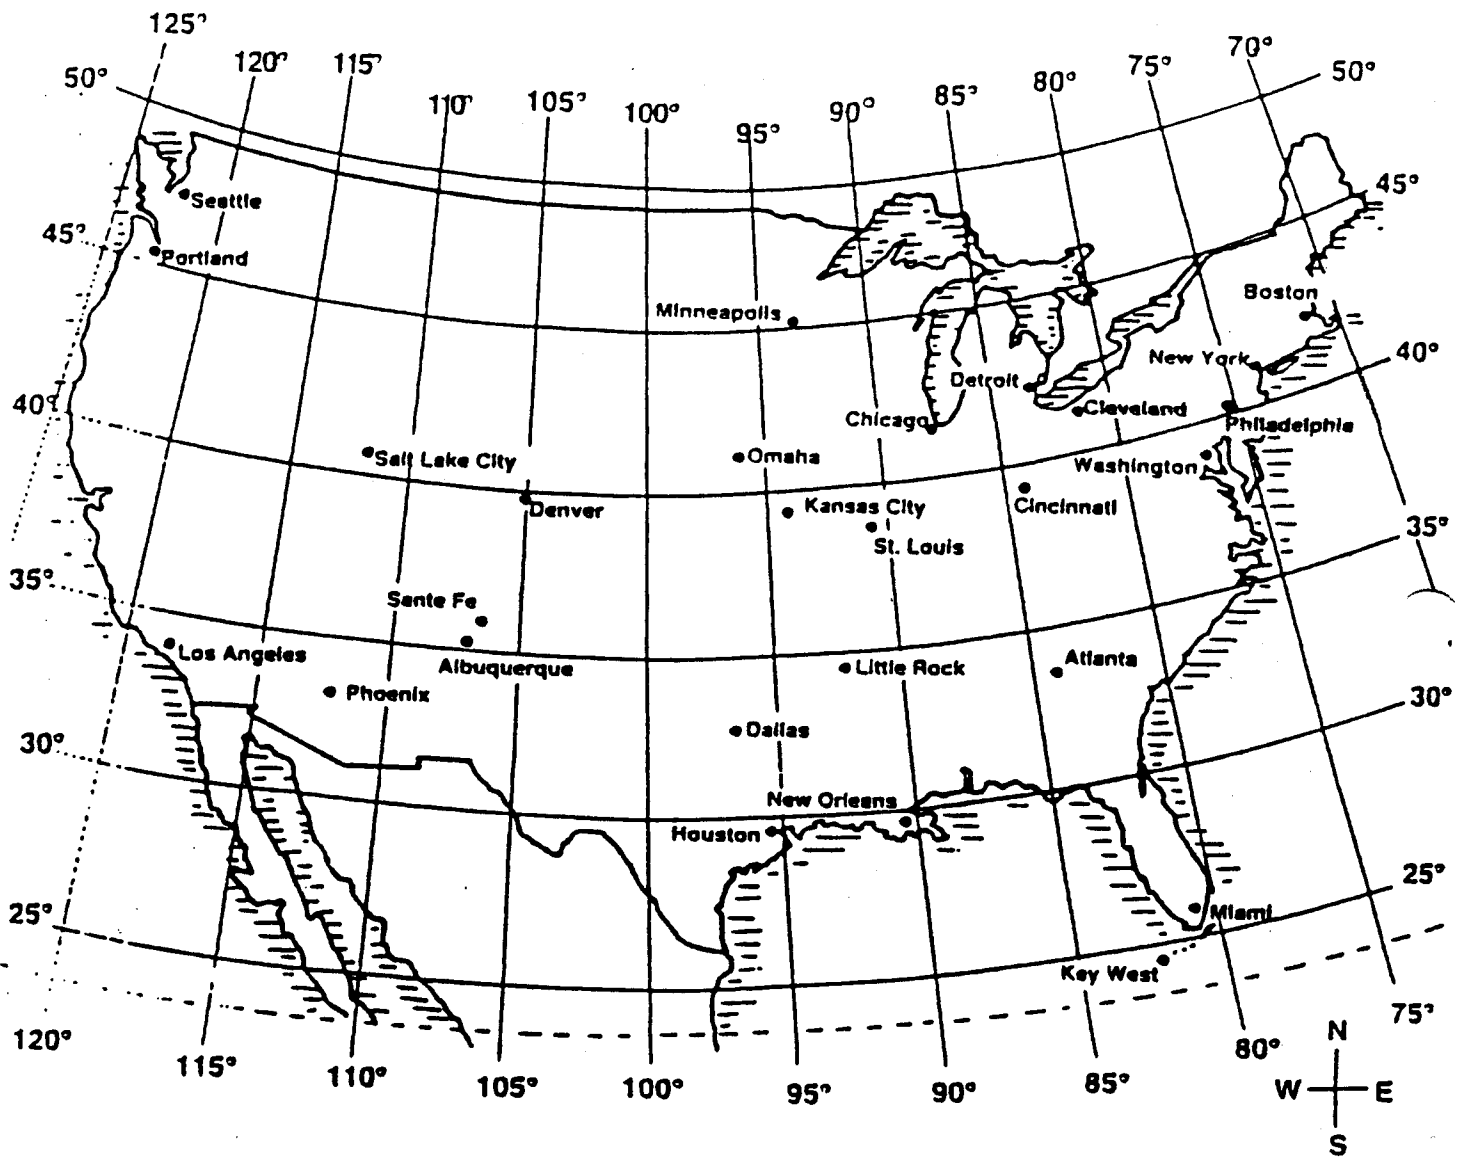 125°
120° 115° 110° 105° 100° 95° 90° 85° 80° 75° 70°
50° 50°
Seattle
45° 45°
Portland
Boston
Minneapolis
New York
40°
Detroit
40°
Cleveland
Chicago
Philadelphia
Salt Lake City
Omaha
Washington
Denver
Kansas City
Cincinnati
35°
St. Louis
35°
Sante Fe
Los Angeles
Albuquerque
Little Rock
Atlanta
Phoenix
30°
Dallas
30°
New Orleans
Houston
25°
25°
Miami
Key West
120° 115° 110° 105° 100° 95° 90° 85° 80° 75°
N
W E
S